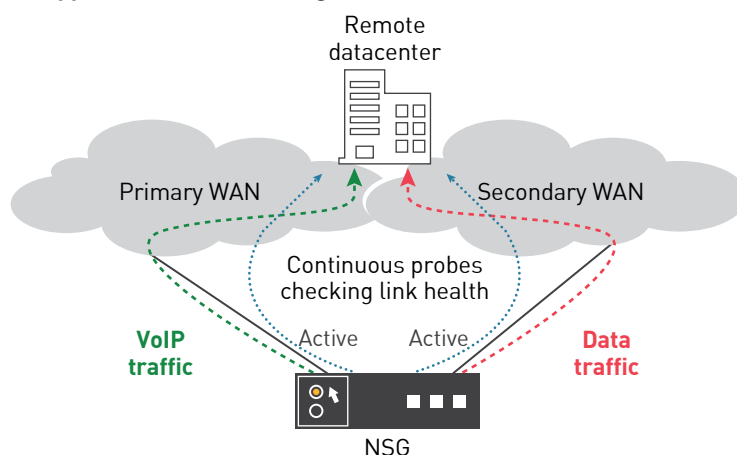 Remote
datacenter
Primary WAN
Secondary WAN
Continuous probes
checking link health
Active
Active
VoIP
traffic
Data
traffic
NSG